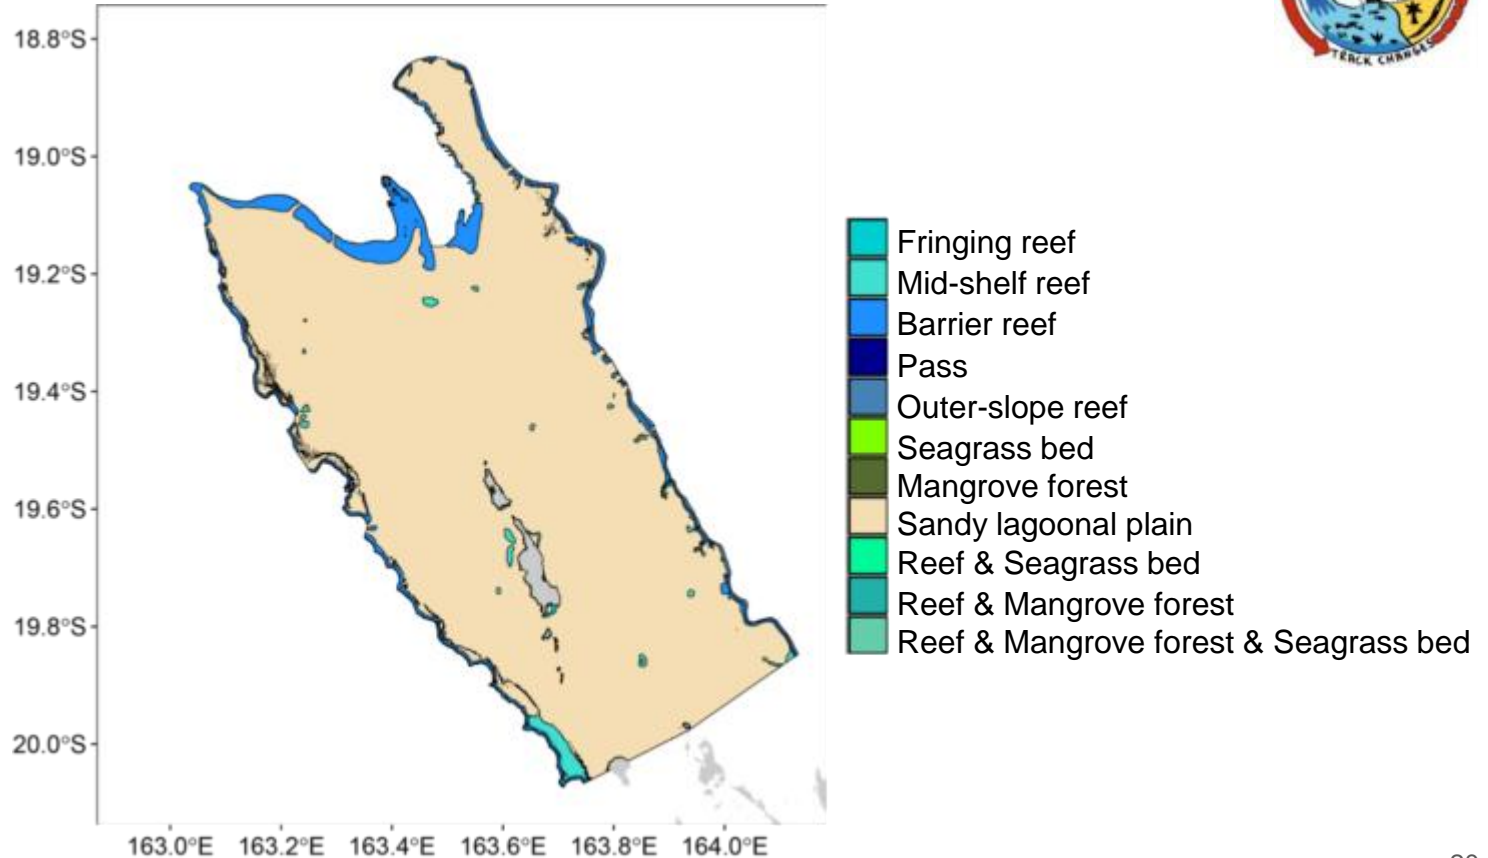 TRACK CHANGES
18.8°S
19.0°S
19.2°S
19.4°S
19.6°S
19.8°S
20.0°S
163.0°E 163.2°E 163.4°E 163.6°E 163.8°E 164.0°E
Fringing reef
Mid-shelf reef
Barrier reef
Pass
Outer-slope reef
Seagrass bed
Mangrove forest
Sandy lagoonal plain
Reef & Seagrass bed
Reef & Mangrove forest
Reef & Mangrove forest & Seagrass bed